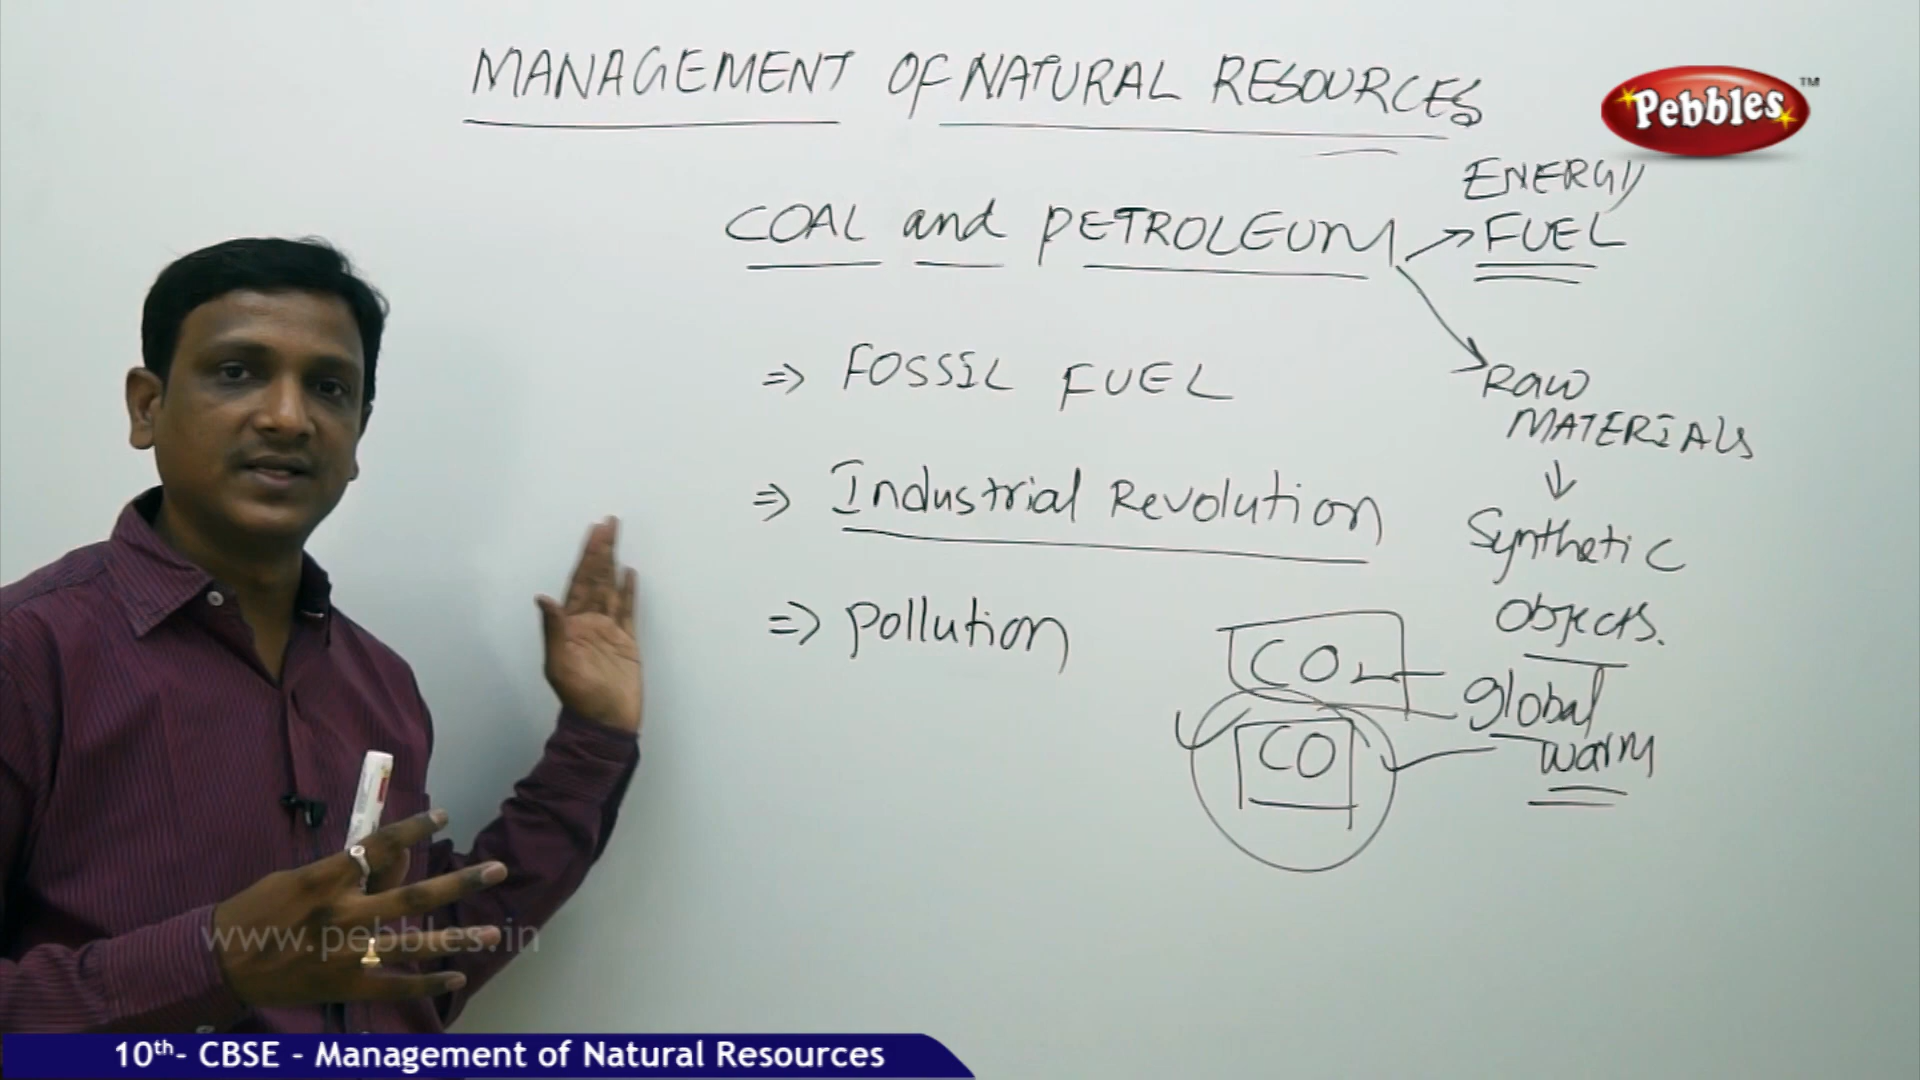 MANAGEMENT OF NATURAL RESOURCES
Pebbles™
ENERGY
COAL and PETROLEUM → FUEL
⇒ FOSSIL FUEL
RAW
MATERIALS
↓
⇒ Industrial Revolution
Synthetic
Objects.
⇒ Pollution
CO2
global
warm
CO
www.pebbles.in
10th- CBSE - Management of Natural Resources